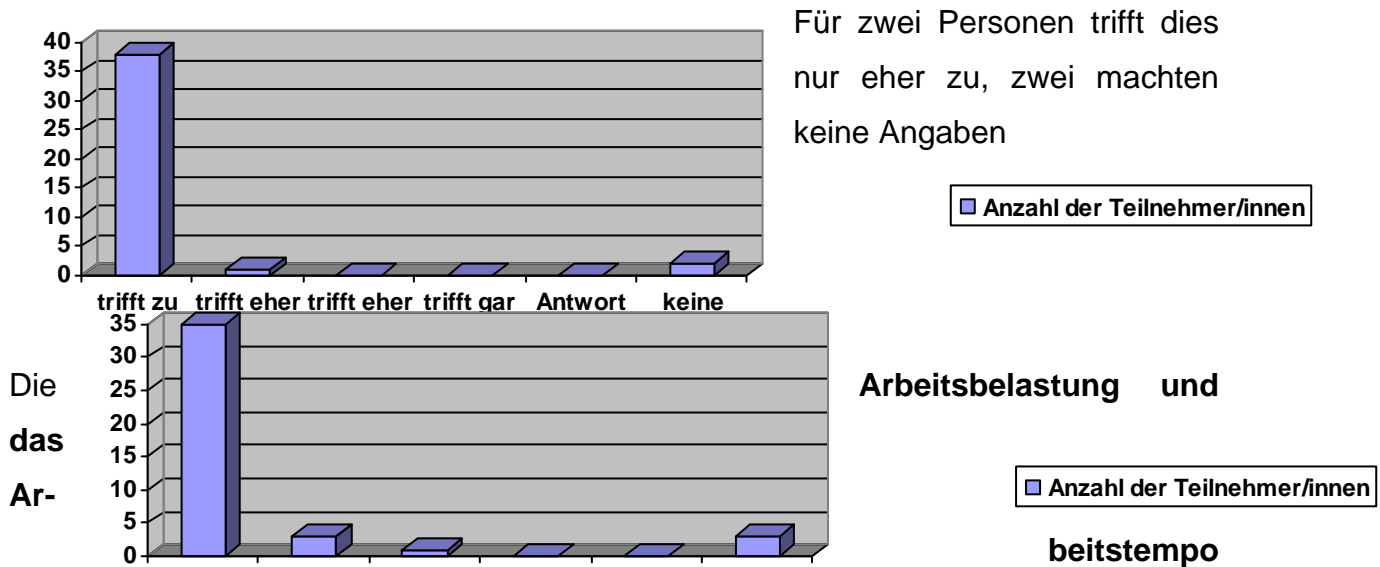 Für zwei Personen trifft dies
nur eher zu, zwei machten
keine Angaben
40
35
30
25
20
15
10
5
0
trifft zu trifft eher trifft eher trifft gar Antwort keine
Anzahl der Teilnehmer/innen
35
30
25
20
15
10
5
0
Die Arbeitsbelastung und
das
Ar-
Anzahl der Teilnehmer/innen
beitstempo